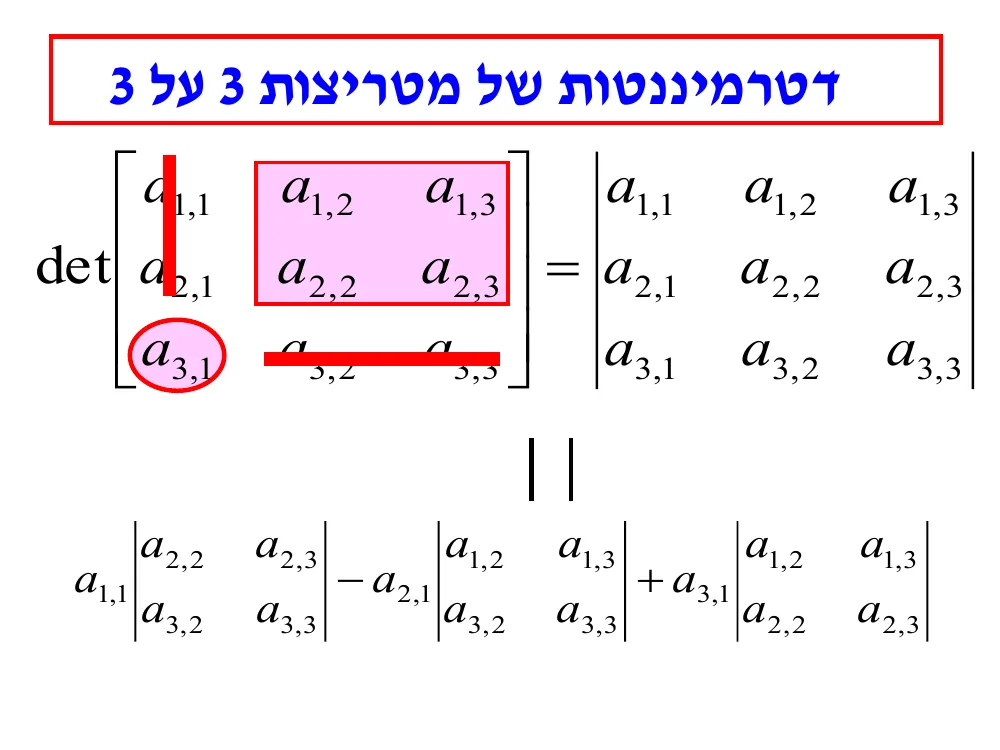 דטרמיננטות של מטריצות 3 על 3
det [ a1,1 a1,2 a1,3 ] = | a1,1 a1,2 a1,3 |
[ a2,1 a2,2 a2,3 ] | a2,1 a2,2 a2,3 |
[ a3,1 a3,2 a3,3 ] | a3,1 a3,2 a3,3 |
| |
a1,1 | a2,2 a2,3 | − a2,1 | a1,2 a1,3 | + a3,1 | a1,2 a1,3 |
| a3,2 a3,3 | | a3,2 a3,3 | | a2,2 a2,3 |